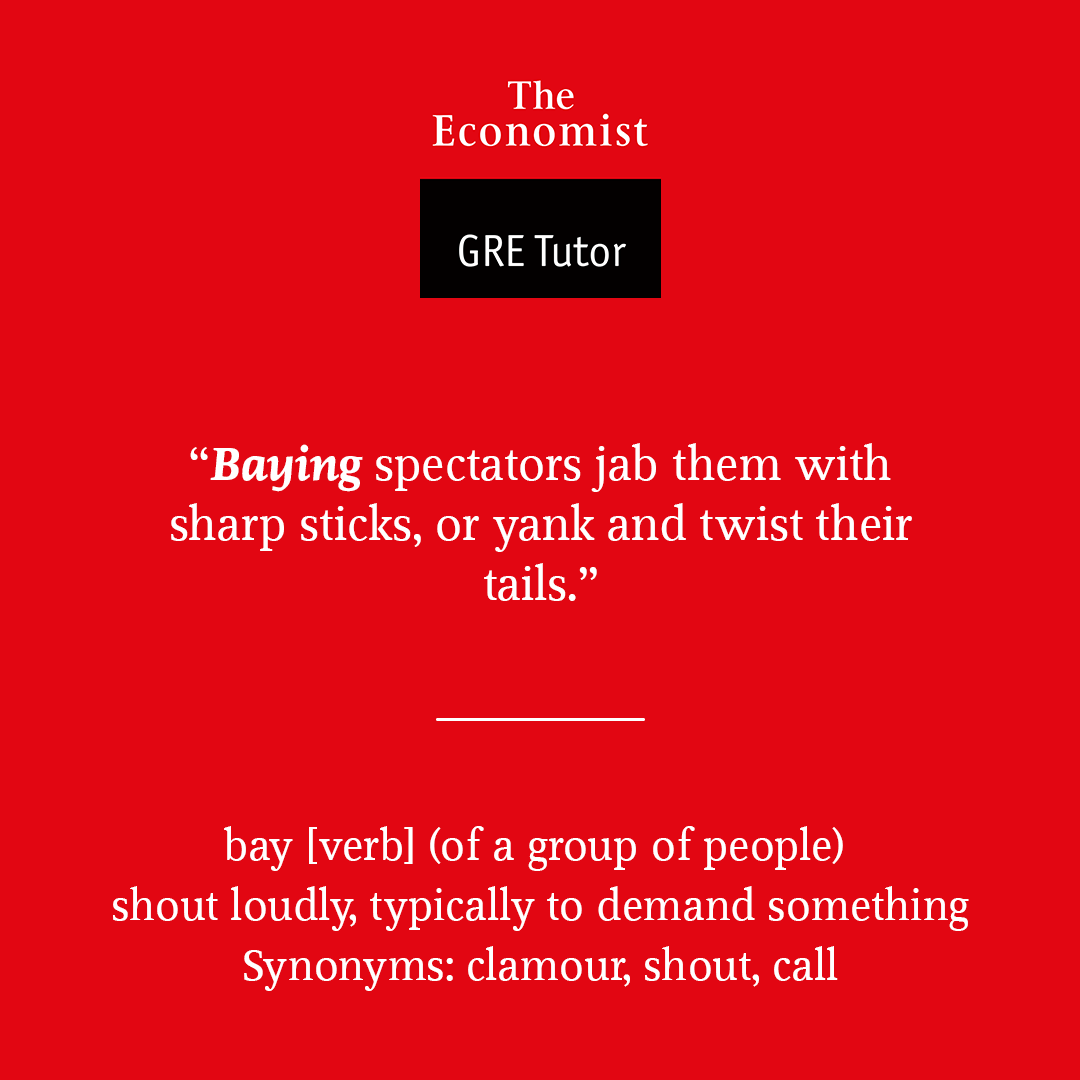 The
Economist
GRE Tutor
“Baying spectators jab them with
sharp sticks, or yank and twist their
tails.”
bay [verb] (of a group of people)
shout loudly, typically to demand something
Synonyms: clamour, shout, call